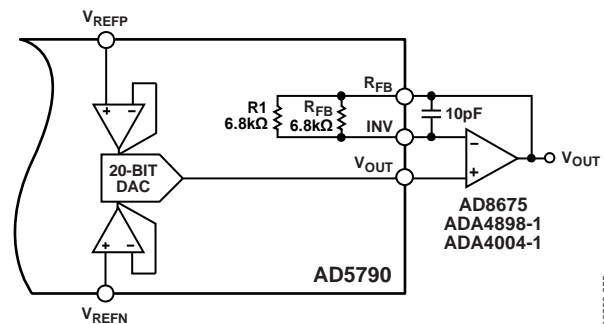 VREFP
R1
6.8kΩ
RFB
6.8kΩ
RFB
INV
10pF
20-BIT
DAC
VOUT
VOUT
AD8675
ADA4898-1
ADA4004-1
AD5790
VREFN